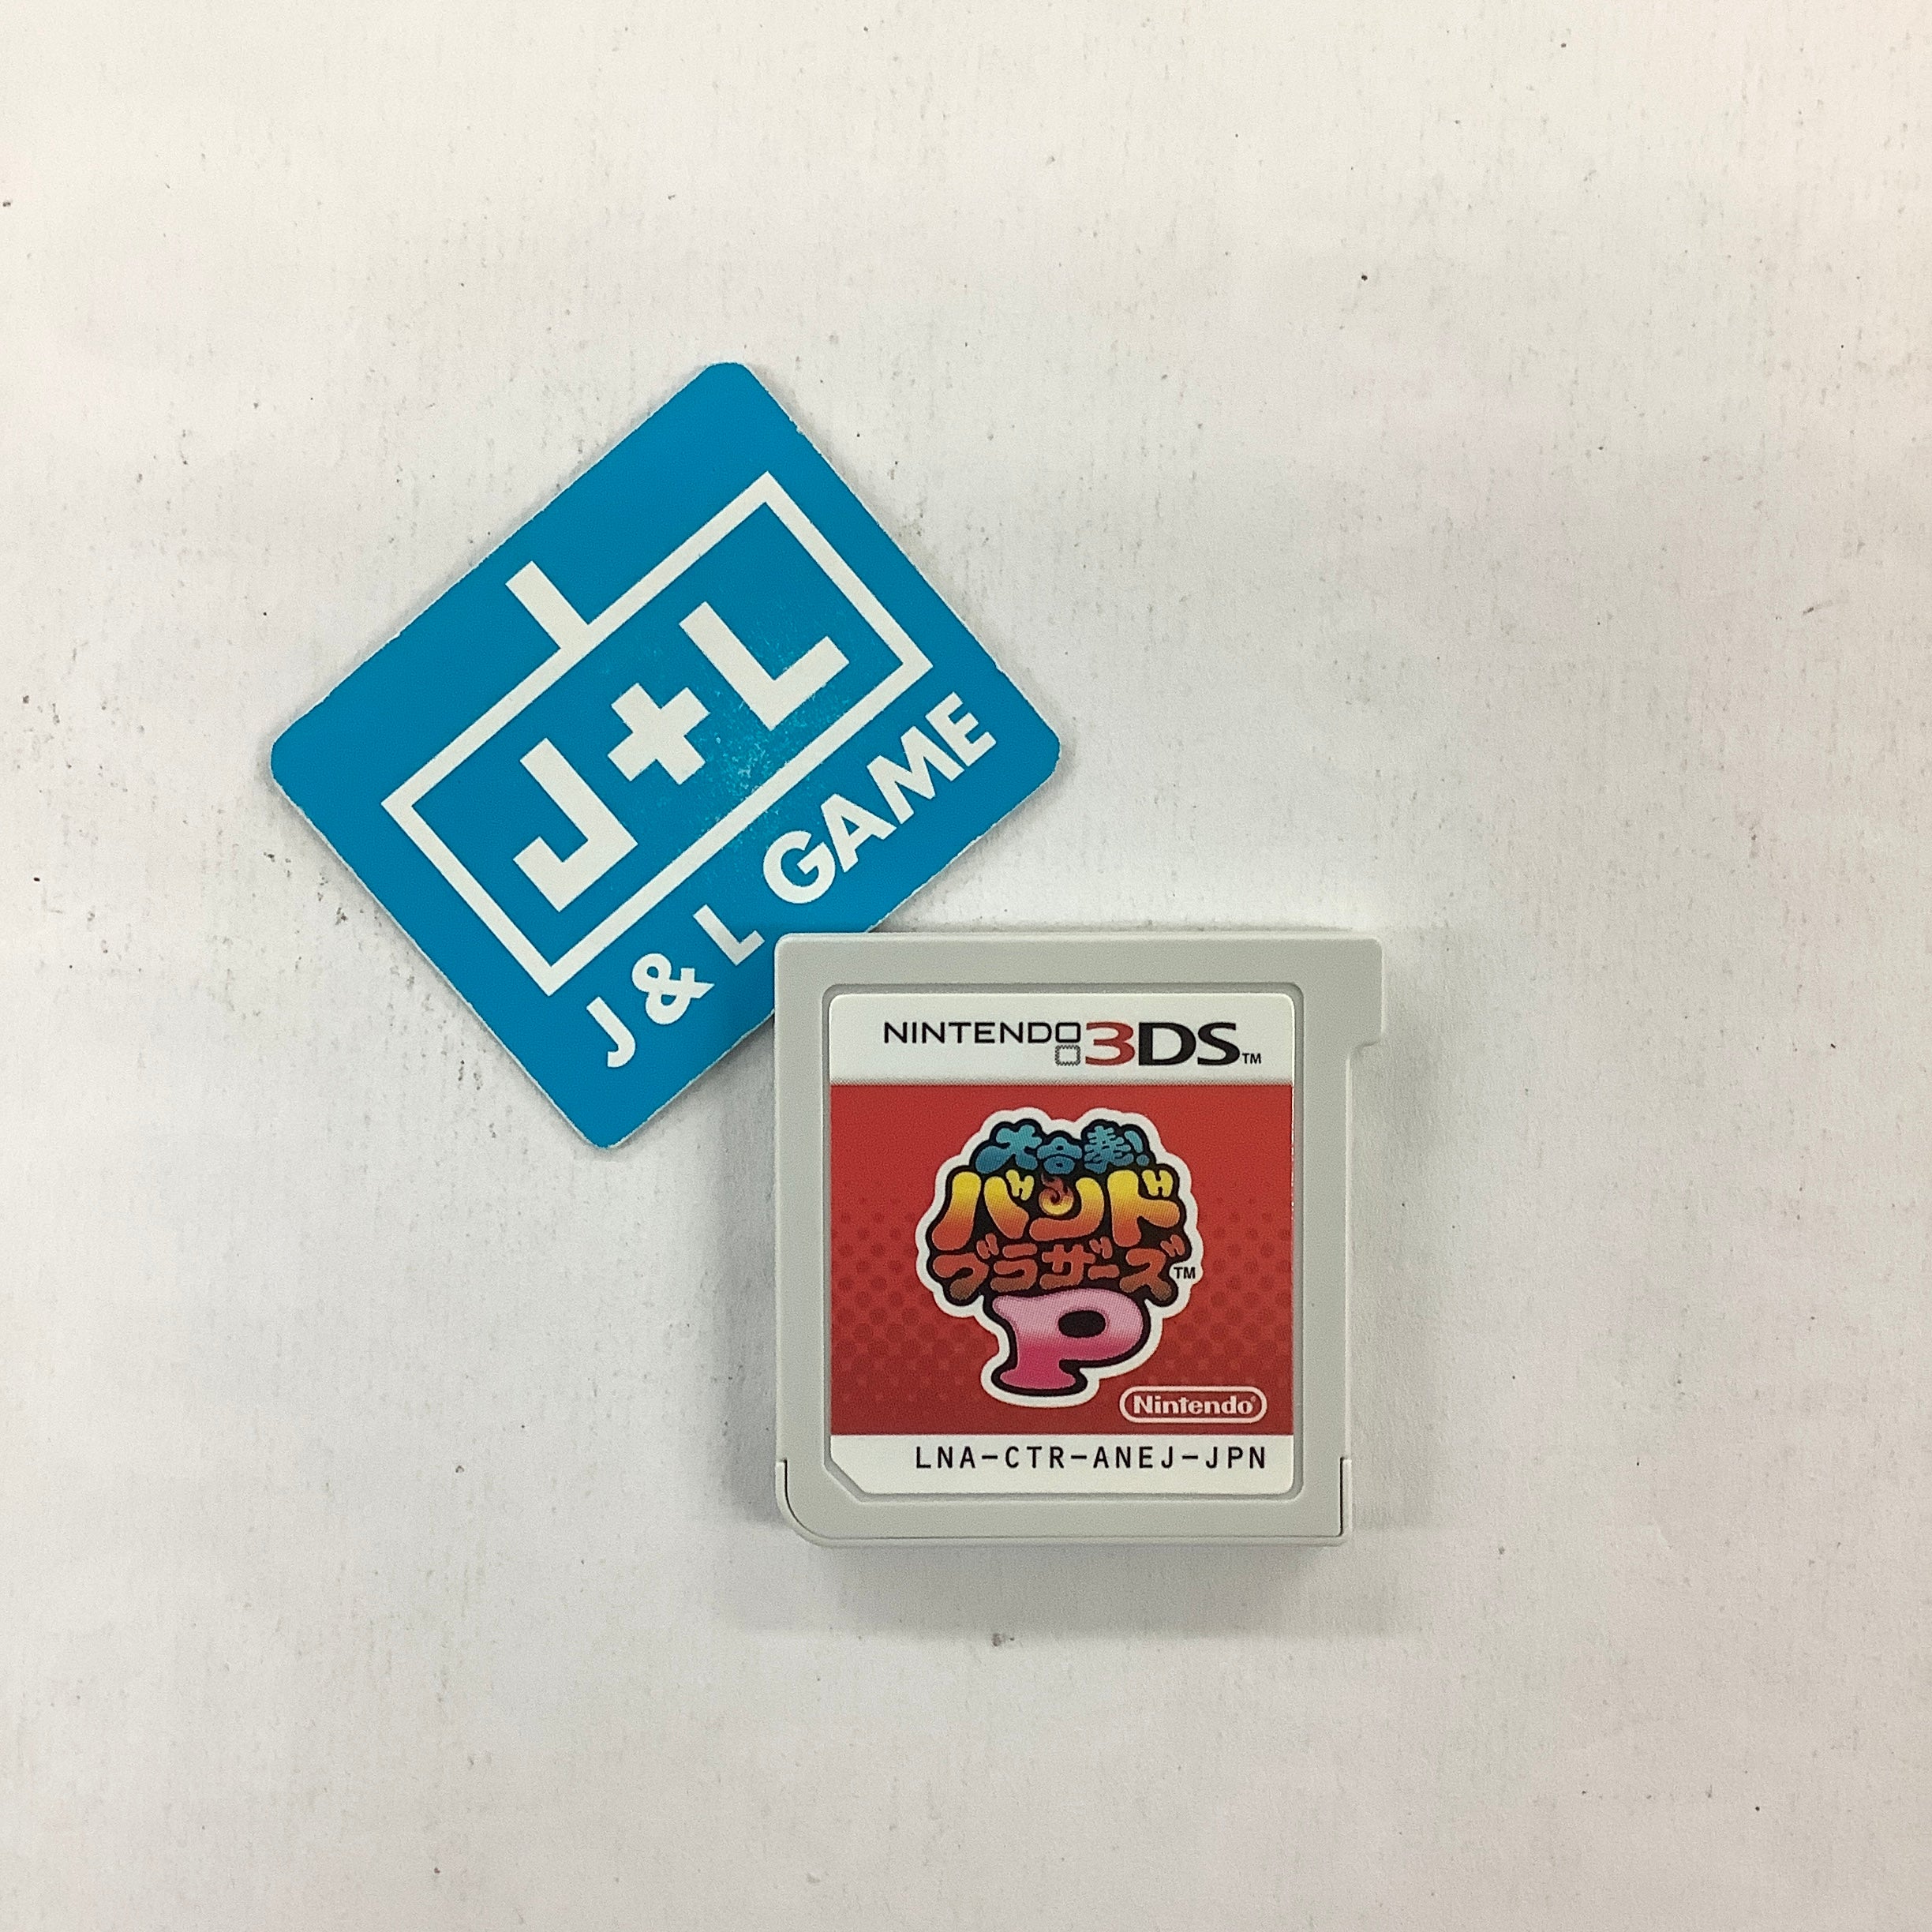 J+L
J & L GAME
NINTENDO 3DS™
大合奏!
バンド
ブラザーズ™
P
Nintendo®
LNA-CTR-ANEJ-JPN